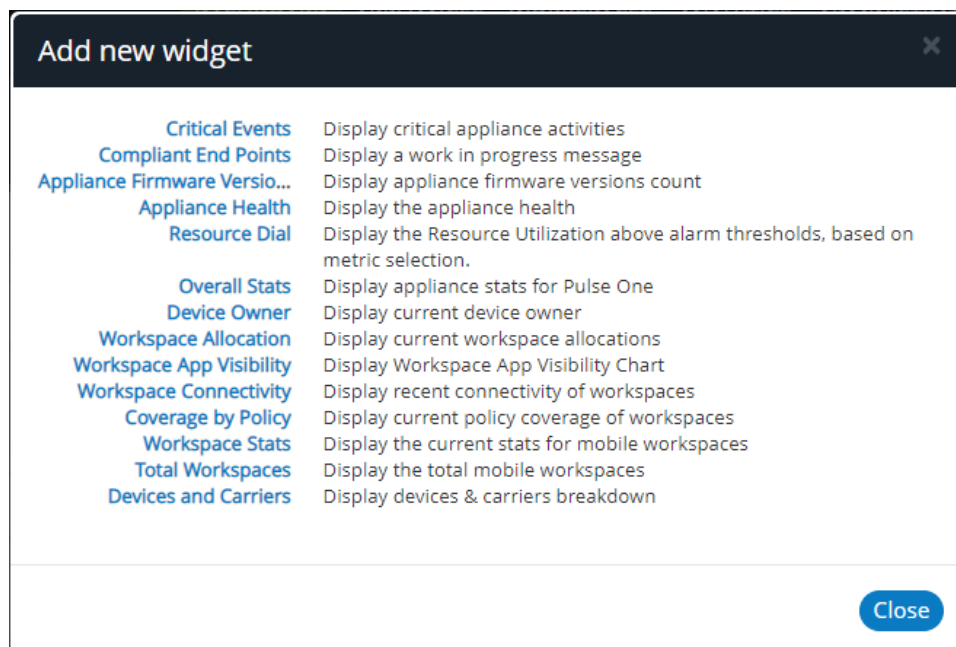 Add new widget
×
Critical Events Display critical appliance activities
Compliant End Points Display a work in progress message
Appliance Firmware Versio... Display appliance firmware versions count
Appliance Health Display the appliance health
Resource Dial Display the Resource Utilization above alarm thresholds, based on
metric selection.
Overall Stats Display appliance stats for Pulse One
Device Owner Display current device owner
Workspace Allocation Display current workspace allocations
Workspace App Visibility Display Workspace App Visibility Chart
Workspace Connectivity Display recent connectivity of workspaces
Coverage by Policy Display current policy coverage of workspaces
Workspace Stats Display the current stats for mobile workspaces
Total Workspaces Display the total mobile workspaces
Devices and Carriers Display devices & carriers breakdown
Close